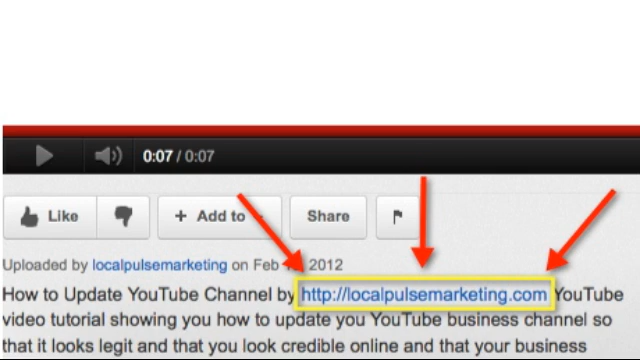 0:07 / 0:07
Like + Add to Share
Uploaded by localpulsemarketing on Feb 2012
How to Update YouTube Channel by http://localpulsemarketing.com YouTube
video tutorial showing you how to update you YouTube business channel so
that it looks legit and that you look credible online and that your business